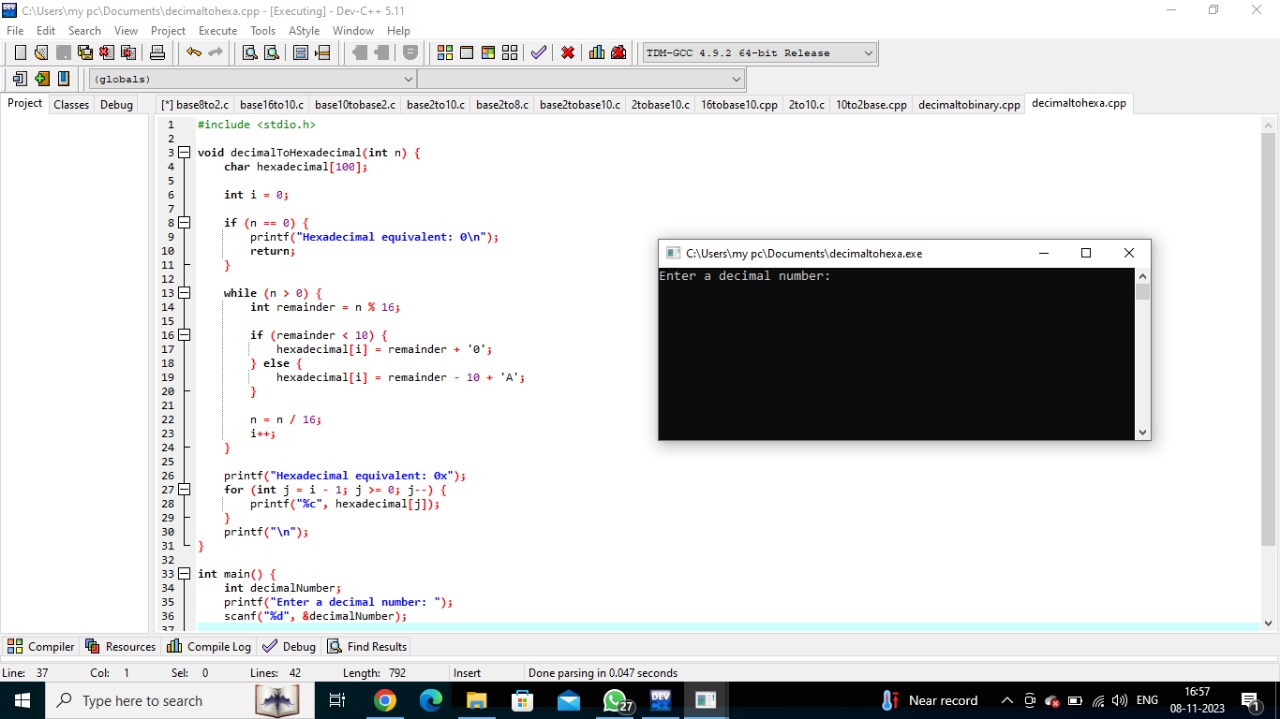 C:\Users\my pc\Documents\decimaltohexa.cpp - [Executing] - Dev-C++ 5.11
File Edit Search View Project Execute Tools AStyle Window Help
TDM-GCC 4.9.2 64-bit Release
(globals)
Project Classes Debug
[*] base8to2.c base16to10.c base10tobase2.c base2to10.c base2to8.c base2tobase10.c 2tobase10.c 16tobase10.cpp 2to10.c 10to2base.cpp decimaltobinary.cpp decimaltohexa.cpp
1 #include <stdio.h>
2
3 void decimalToHexadecimal(int n) {
4 char hexadecimal[100];
5
6 int i = 0;
7
8 if (n == 0) {
9 printf("Hexadecimal equivalent: 0\n");
10 return;
11 }
12
13 while (n > 0) {
14 int remainder = n % 16;
15
16 if (remainder < 10) {
17 hexadecimal[i] = remainder + '0';
18 } else {
19 hexadecimal[i] = remainder - 10 + 'A';
20 }
21
22 n = n / 16;
23 i++;
24 }
25
26 printf("Hexadecimal equivalent: 0x");
27 for (int j = i - 1; j >= 0; j--) {
28 printf("%c", hexadecimal[j]);
29 }
30 printf("\n");
31 }
32
33 int main() {
34 int decimalNumber;
35 printf("Enter a decimal number: ");
36 scanf("%d", &decimalNumber);
37
C:\Users\my pc\Documents\decimaltohexa.exe
Enter a decimal number:
Compiler Resources Compile Log Debug Find Results
Line: 37 Col: 1 Sel: 0 Lines: 42 Length: 792 Insert Done parsing in 0.047 seconds
Type here to search
27
DEV
Near record
ENG
16:57
08-11-2023
1